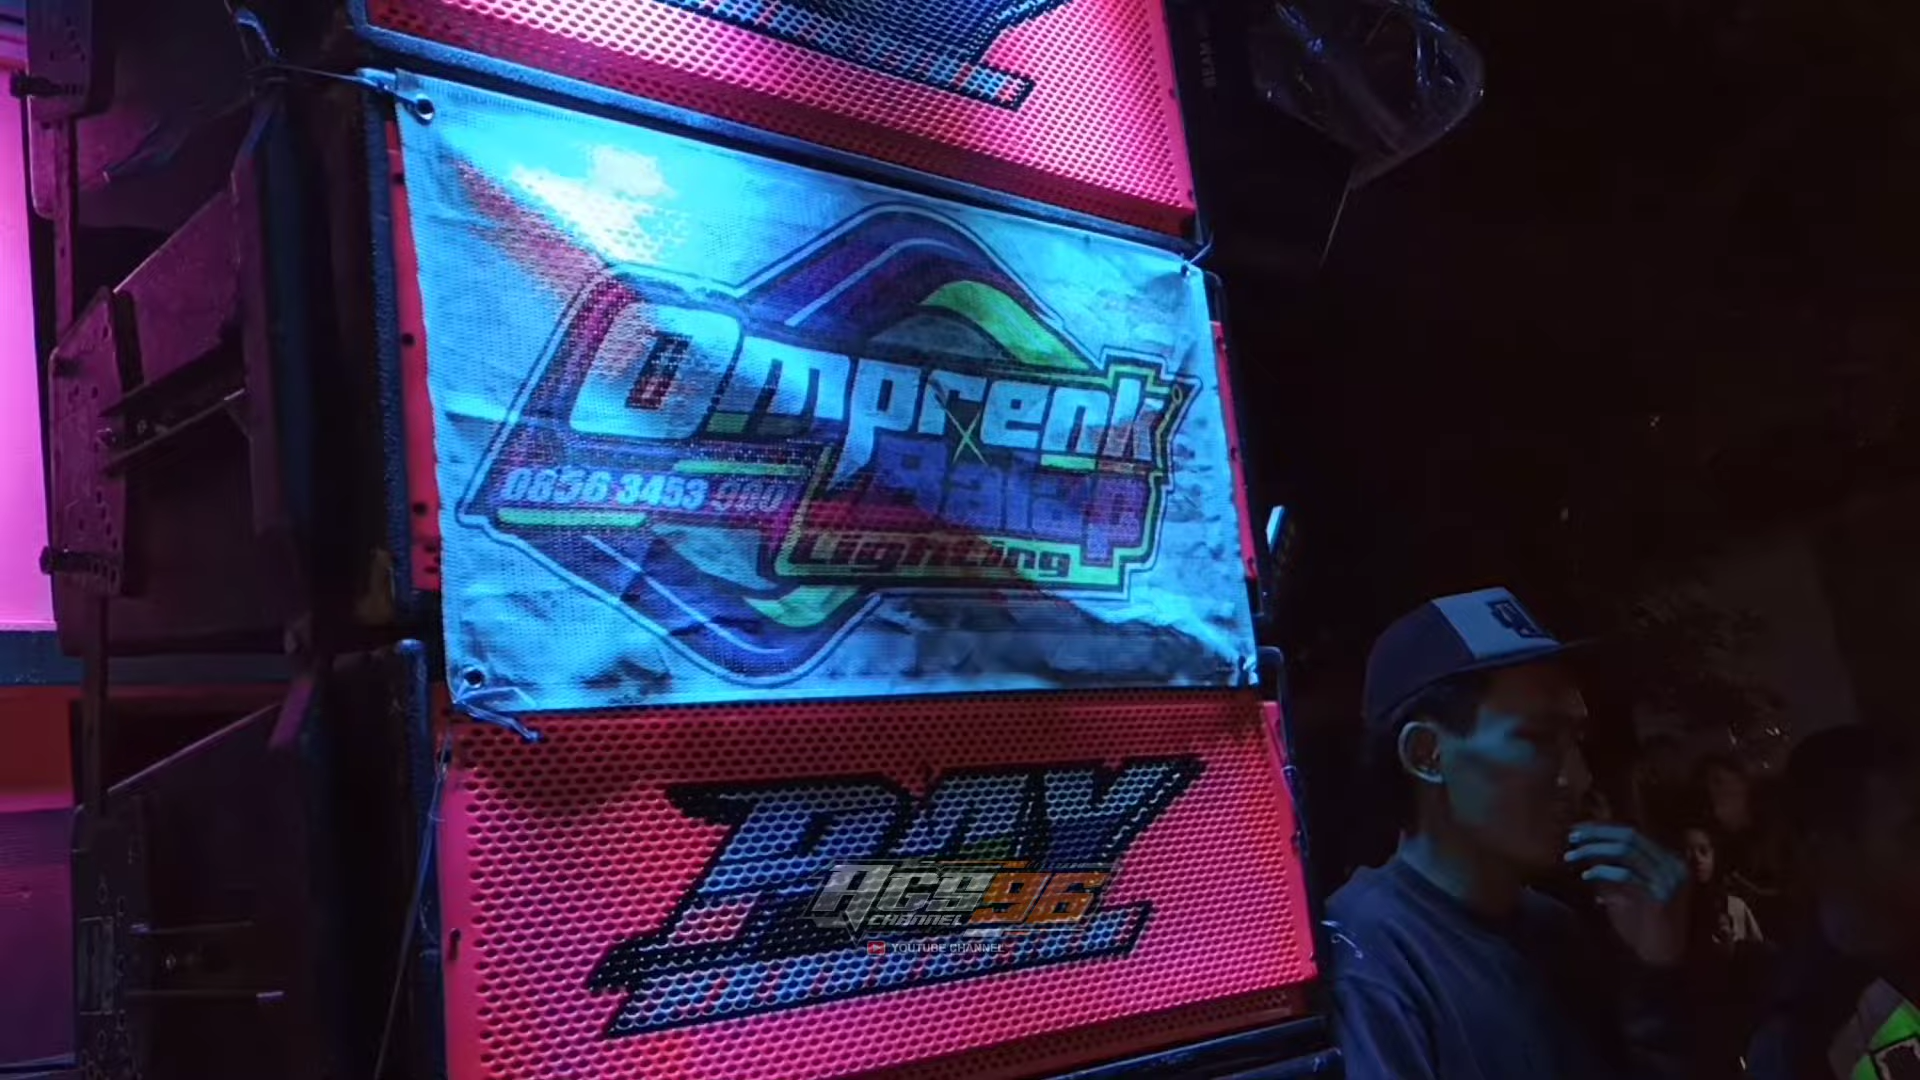 Omprenk
X
Balap
0856 3453 900
Lighting
ACS96
CHANNEL
YOUTUBE CHANNEL